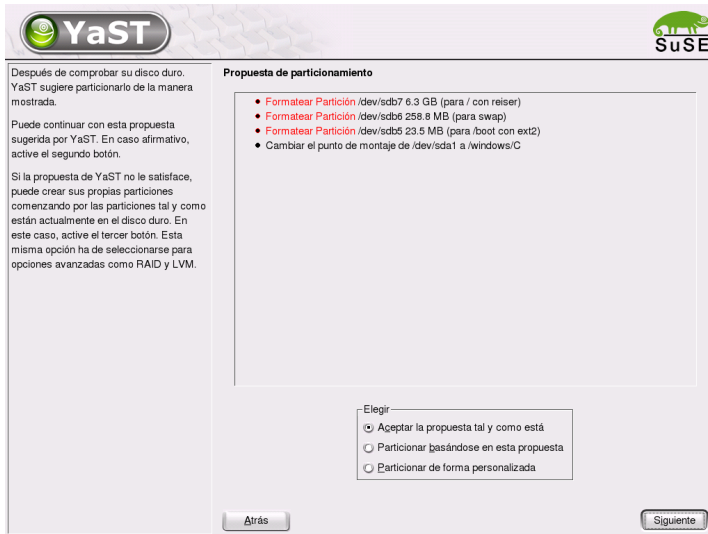 YaST
SuSE
Después de comprobar su disco duro.
YaST sugiere particionarlo de la manera
mostrada.
Puede continuar con esta propuesta
sugerida por YaST. En caso afirmativo,
active el segundo botón.
Si la propuesta de YaST no le satisface,
puede crear sus propias particiones
comenzando por las particiones tal y como
están actualmente en el disco duro. En
este caso, active el tercer botón. Esta
misma opción ha de seleccionarse para
opciones avanzadas como RAID y LVM.
Propuesta de particionamiento
Formatear Partición /dev/sdb7 6.3 GB (para / con reiser)
Formatear Partición /dev/sdb6 258.8 MB (para swap)
Formatear Partición /dev/sdb5 23.5 MB (para /boot con ext2)
Cambiar el punto de montaje de /dev/sda1 a /windows/C
Elegir
Aceptar la propuesta tal y como está
Particionar basándose en esta propuesta
Particionar de forma personalizada
Atrás
Siguiente